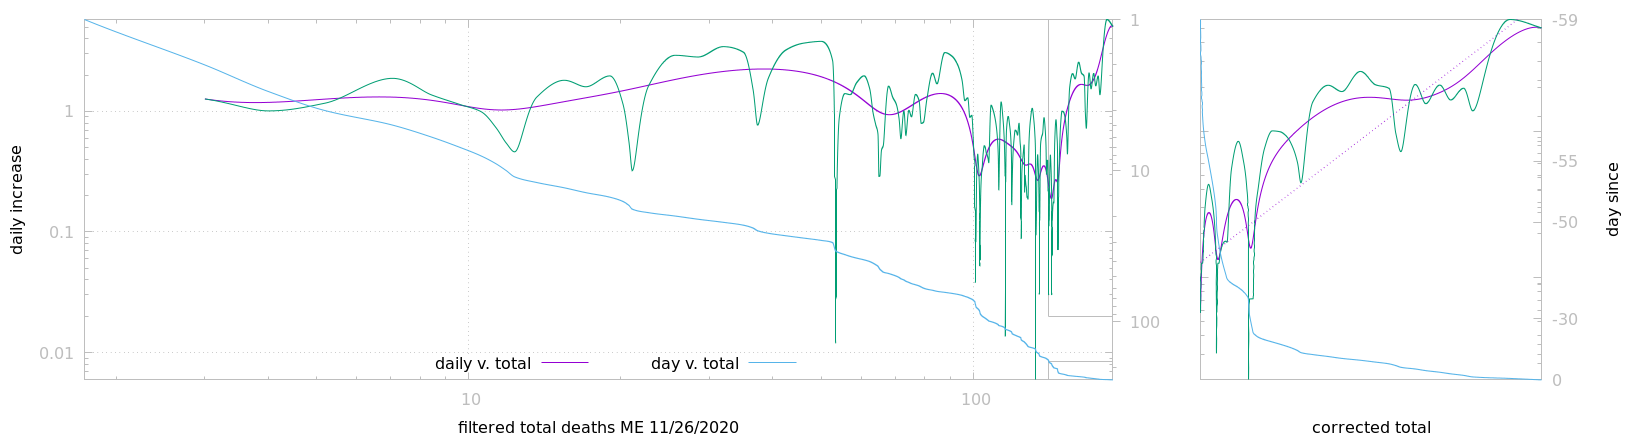 daily increase
1
0.1
0.01
10
100
1
10
100
daily v. total
day v. total
filtered total deaths ME 11/26/2020
-59
-55
-50
-30
0
day since
corrected total